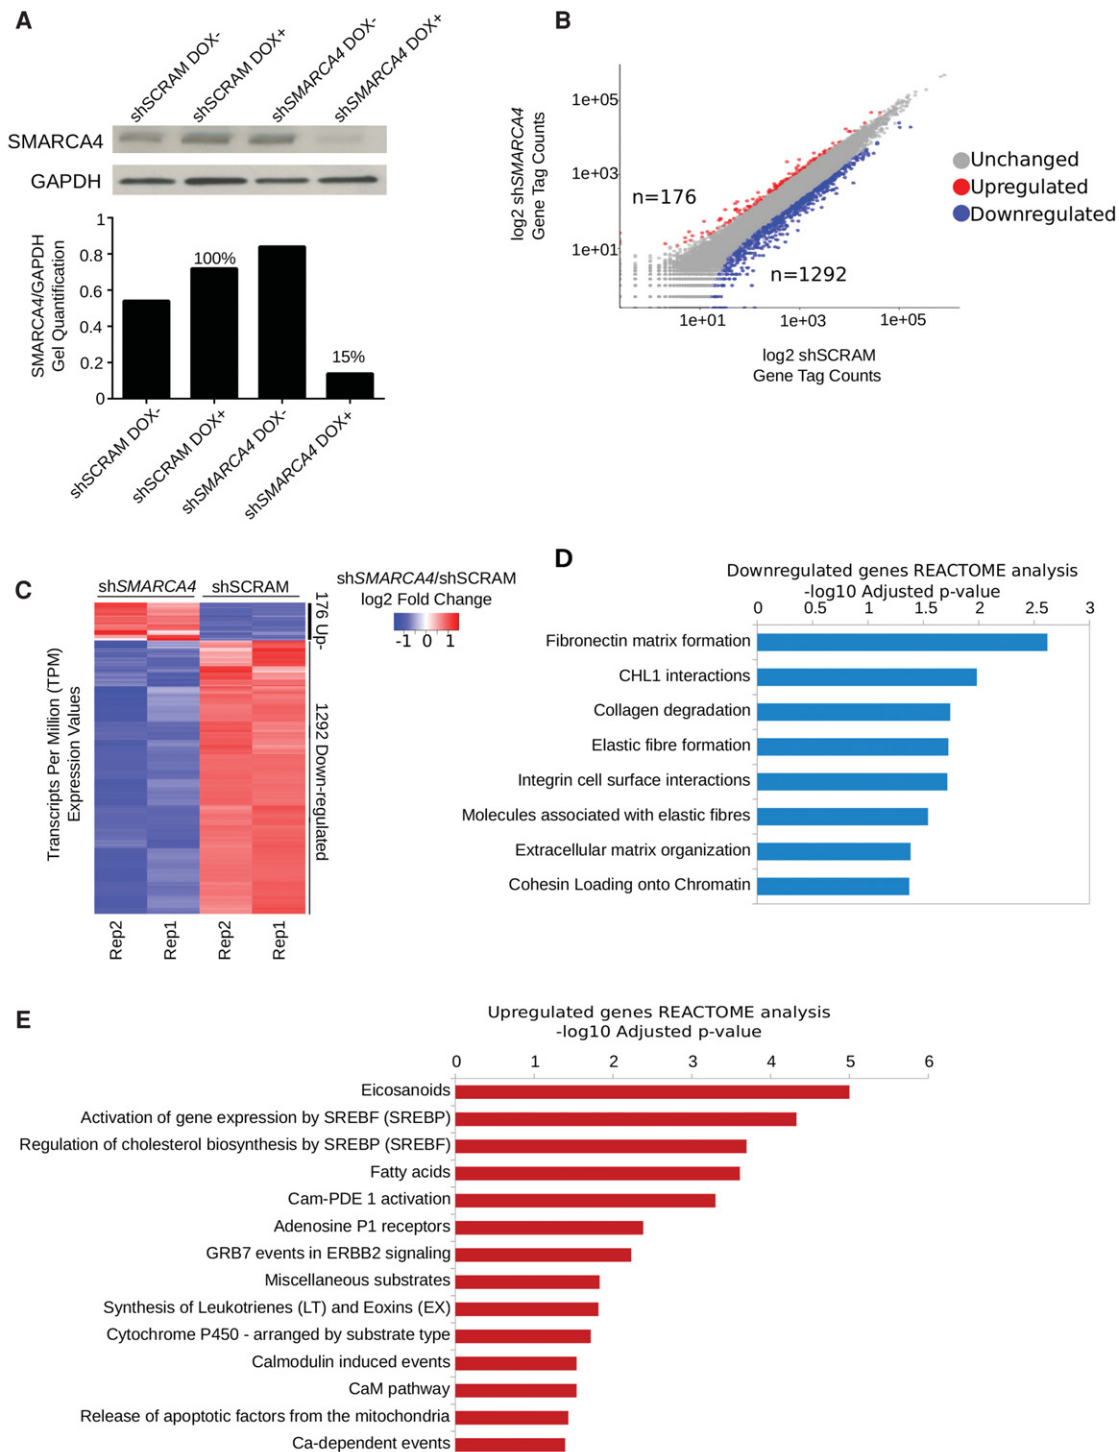 A
shSCRAM DOX-
shSCRAM DOX+
shSMARCA4 DOX-
shSMARCA4 DOX+
SMARCA4
GAPDH
SMARCA4/GAPDH
Gel Quantification
1
0.8
0.6
0.4
0.2
0
100%
15%
shSCRAM DOX-
shSCRAM DOX+
shSMARCA4 DOX-
shSMARCA4 DOX+
B
log2 shSMARCA4
Gene Tag Counts
1e+05
1e+03
1e+01
n=176
n=1292
1e+01 1e+03 1e+05
log2 shSCRAM
Gene Tag Counts
Unchanged
Upregulated
Downregulated
C
shSMARCA4 shSCRAM
Transcripts Per Million (TPM)
Expression Values
176 Up-
1292 Down-regulated
Rep2 Rep1 Rep2 Rep1
shSMARCA4/shSCRAM
log2 Fold Change
-1 0 1
D
Downregulated genes REACTOME analysis
-log10 Adjusted p-value
0 0.5 1 1.5 2 2.5 3
Fibronectin matrix formation
CHL1 interactions
Collagen degradation
Elastic fibre formation
Integrin cell surface interactions
Molecules associated with elastic fibres
Extracellular matrix organization
Cohesin Loading onto Chromatin
E
Upregulated genes REACTOME analysis
-log10 Adjusted p-value
0 1 2 3 4 5 6
Eicosanoids
Activation of gene expression by SREBF (SREBP)
Regulation of cholesterol biosynthesis by SREBP (SREBF)
Fatty acids
Cam-PDE 1 activation
Adenosine P1 receptors
GRB7 events in ERBB2 signaling
Miscellaneous substrates
Synthesis of Leukotrienes (LT) and Eoxins (EX)
Cytochrome P450 - arranged by substrate type
Calmodulin induced events
CaM pathway
Release of apoptotic factors from the mitochondria
Ca-dependent events